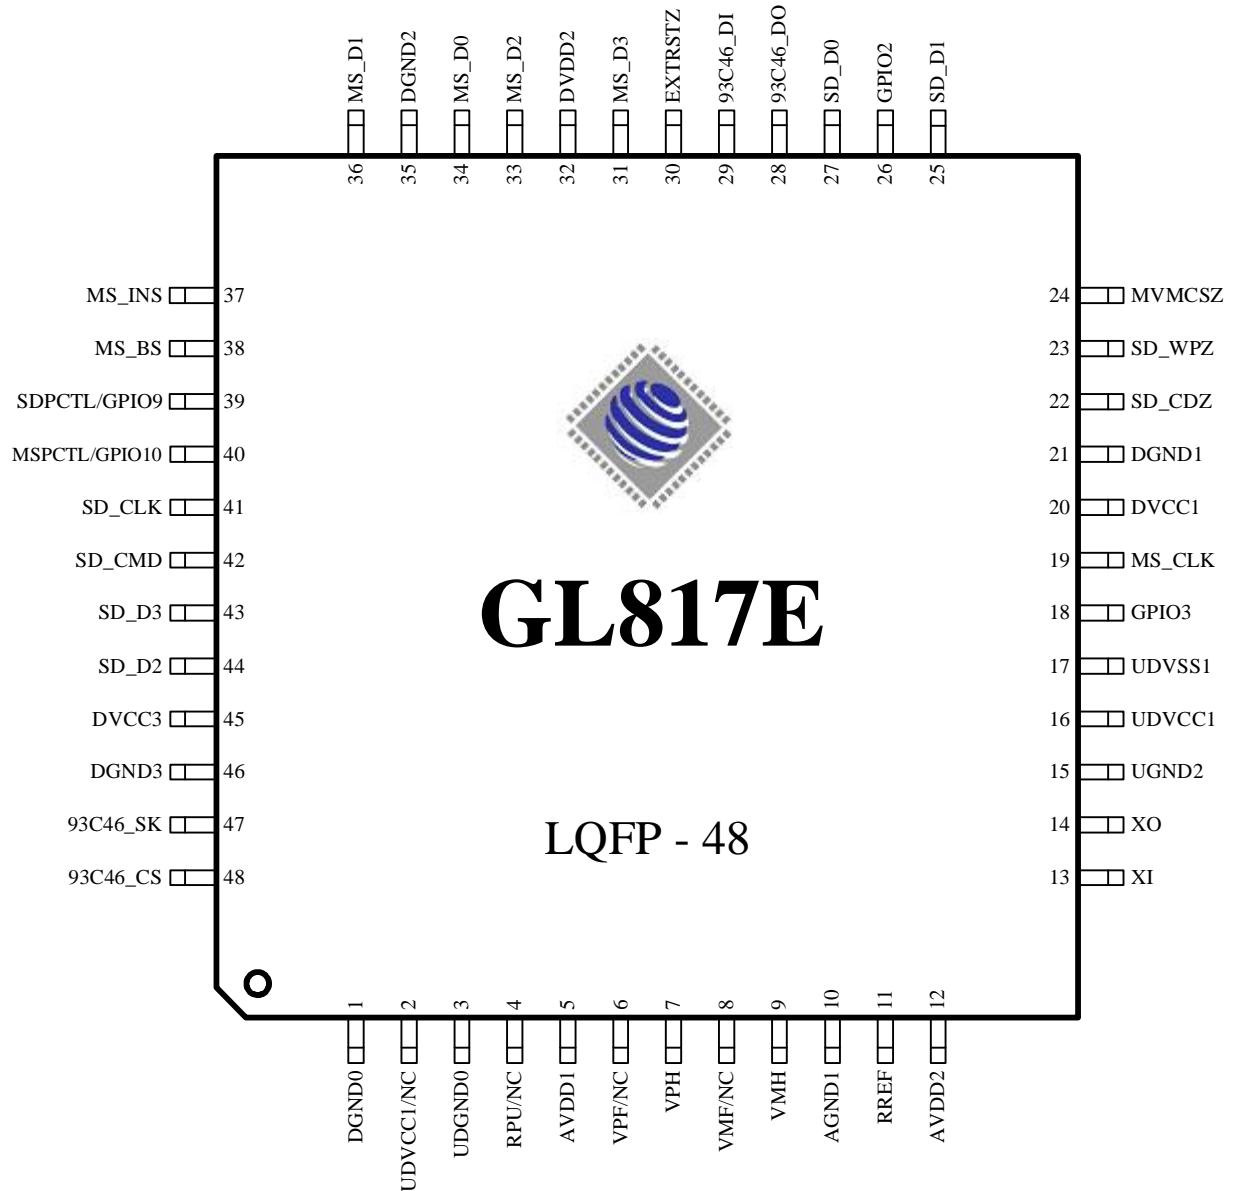 MS_D1
DGND2
MS_D0
MS_D2
DVDD2
MS_D3
EXTRSTZ
93C46_DI
93C46_DO
SD_D0
GPIO2
SD_D1
36
35
34
33
32
31
30
29
28
27
26
25
MS_INS 37
MS_BS 38
SDPCTL/GPIO9 39
MSPCTL/GPIO10 40
SD_CLK 41
SD_CMD 42
SD_D3 43
SD_D2 44
DVCC3 45
DGND3 46
93C46_SK 47
93C46_CS 48
24 MVMCSZ
23 SD_WPZ
22 SD_CDZ
21 DGND1
20 DVCC1
19 MS_CLK
18 GPIO3
17 UDVSS1
16 UDVCC1
15 UGND2
14 XO
13 XI
GL817E
LQFP - 48
1
2
3
4
5
6
7
8
9
10
11
12
DGND0
UDVCC1/NC
UDGND0
RPU/NC
AVDD1
VPF/NC
VPH
VMF/NC
VMH
AGND1
RREF
AVDD2